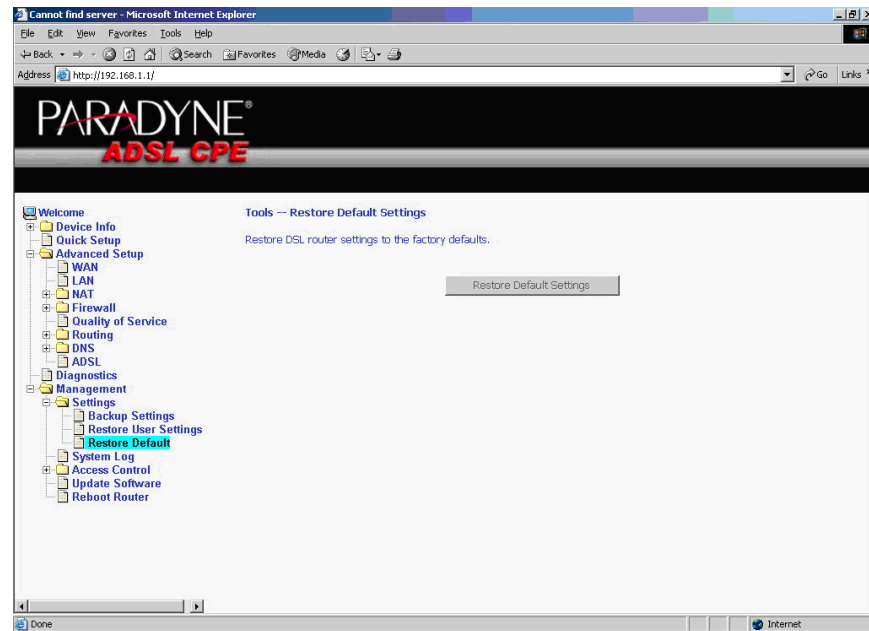 Cannot find server - Microsoft Internet Explorer
File Edit View Favorites Tools Help
Back Search Favorites Media
Address http://192.168.1.1/ Go Links
PARADYNE®
ADSL CPE
Welcome
Device Info
Quick Setup
Advanced Setup
WAN
LAN
NAT
Firewall
Quality of Service
Routing
DNS
ADSL
Diagnostics
Management
Settings
Backup Settings
Restore User Settings
Restore Default
System Log
Access Control
Update Software
Reboot Router
Tools -- Restore Default Settings
Restore DSL router settings to the factory defaults.
Restore Default Settings
Done Internet